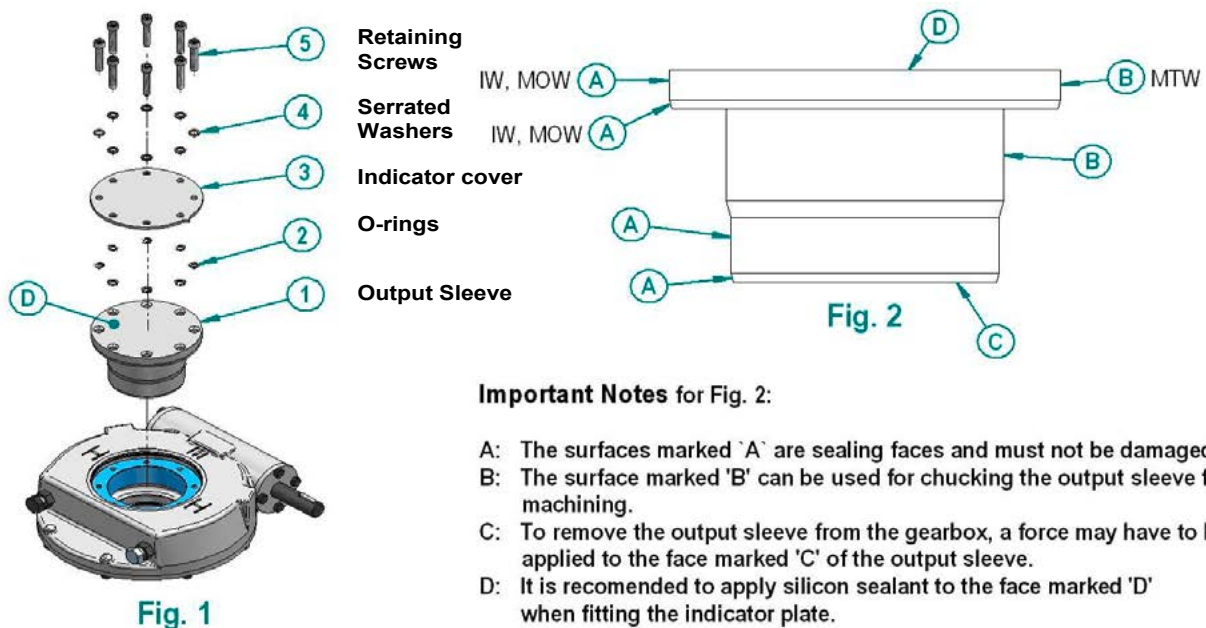 5
Retaining
Screws
4
Serrated
Washers
3
Indicator cover
O-rings
2
1
Output Sleeve
D
Fig. 1
D
IW, MOW A
B MTW
IW, MOW A
B
A
A
C
Fig. 2
Important Notes for Fig. 2:
A: The surfaces marked `A` are sealing faces and must not be damaged
B: The surface marked 'B' can be used for chucking the output sleeve
machining.
C: To remove the output sleeve from the gearbox, a force may have to
applied to the face marked 'C' of the output sleeve.
D: It is recomended to apply silicon sealant to the face marked 'D'
when fitting the indicator plate.